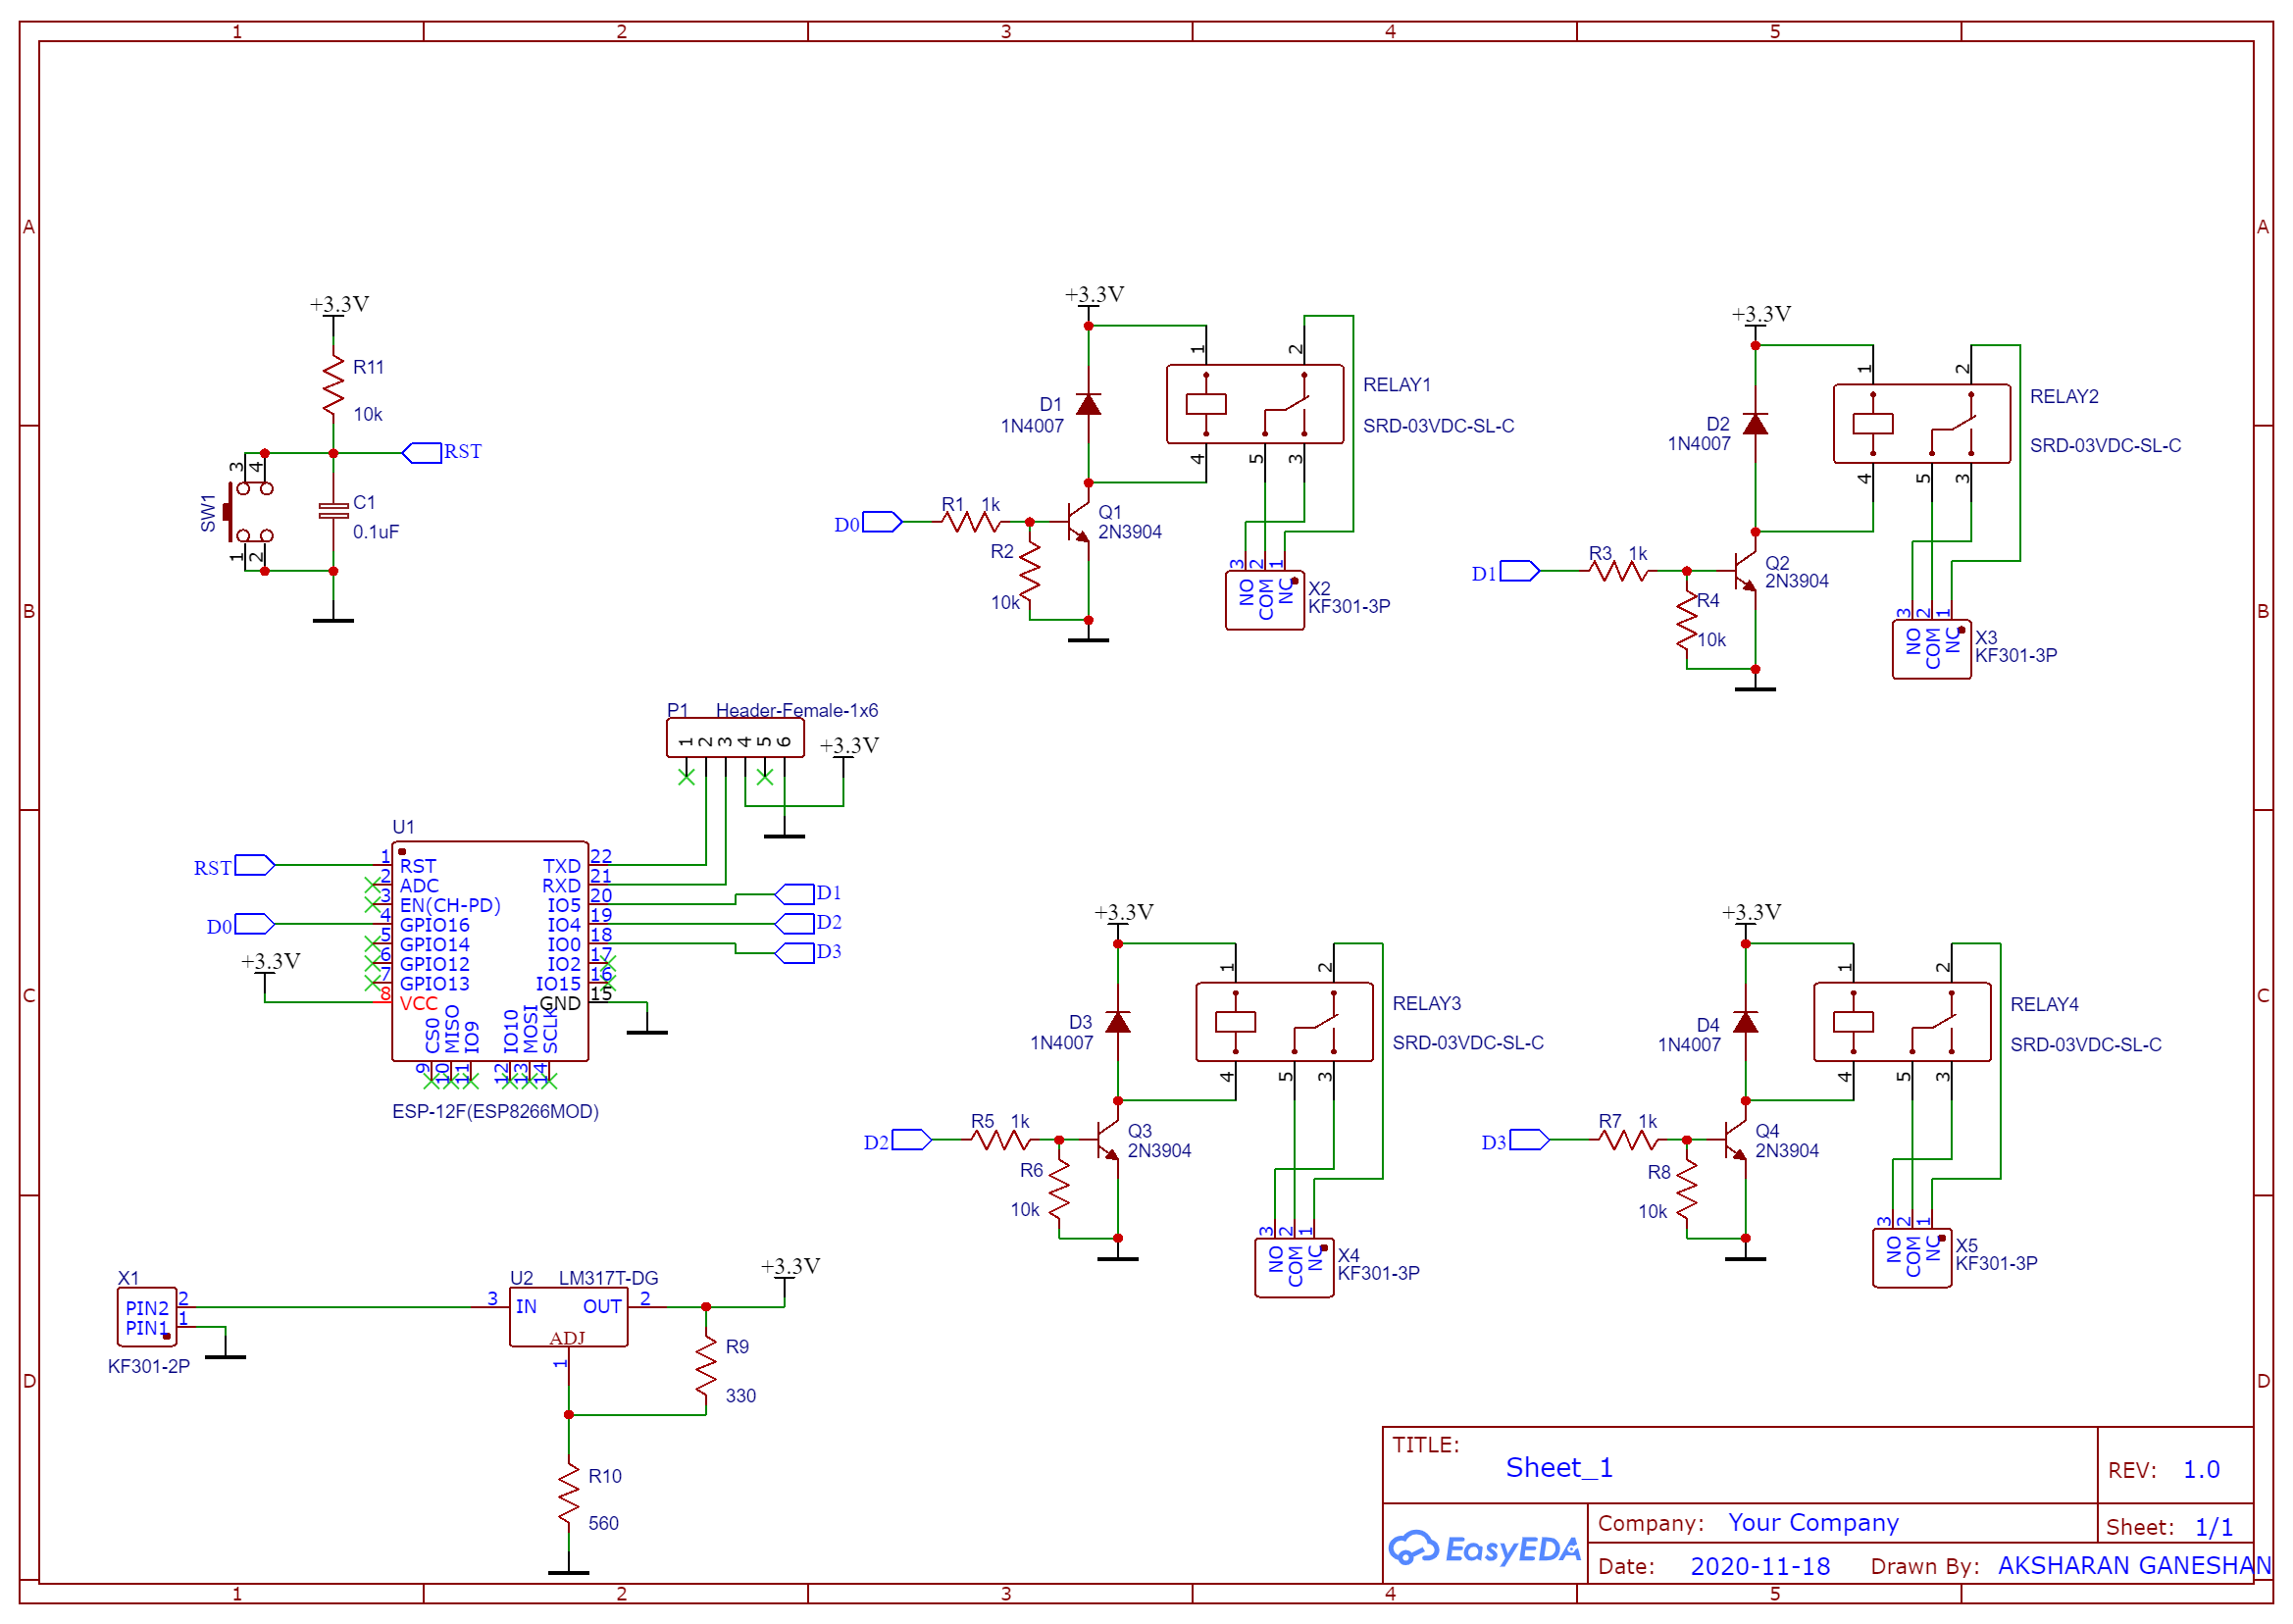 1 2 3 4 5
A A
B B
C C
D D
1 2 3 4 5
+3.3V
R11
10k
RST
SW1
3 4
1 2
C1
0.1uF
+3.3V
D1
1N4007
1 2
4 5 3
RELAY1
SRD-03VDC-SL-C
D0
R1 1k
R2
10k
Q1
2N3904
3 2 1
NO COM NC
X2
KF301-3P
+3.3V
D2
1N4007
1 2
4 5 3
RELAY2
SRD-03VDC-SL-C
D1
R3 1k
R4
10k
Q2
2N3904
3 2 1
NO COM NC
X3
KF301-3P
P1 Header-Female-1x6
1 2 3 4 5 6
+3.3V
U1
RST
D0
+3.3V
1 RST
2 ADC
3 EN(CH-PD)
4 GPIO16
5 GPIO14
6 GPIO12
7 GPIO13
8 VCC
TXD 22
RXD 21
IO5 20
IO4 19
IO0 18
IO2 17
IO15 16
GND 15
CS0 MISO IO9 IO10 MOSI SCLK
9 10 11 12 13 14
D1
D2
D3
ESP-12F(ESP8266MOD)
+3.3V
D3
1N4007
1 2
4 5 3
RELAY3
SRD-03VDC-SL-C
D2
R5 1k
R6
10k
Q3
2N3904
3 2 1
NO COM NC
X4
KF301-3P
+3.3V
D4
1N4007
1 2
4 5 3
RELAY4
SRD-03VDC-SL-C
D3
R7 1k
R8
10k
Q4
2N3904
3 2 1
NO COM NC
X5
KF301-3P
X1
PIN2 2
PIN1 1
KF301-2P
U2 LM317T-DG
3 IN OUT 2
ADJ
1
+3.3V
R9
330
R10
560
TITLE:
Sheet_1
REV: 1.0
EasyEDA
Company: Your Company
Sheet: 1/1
Date: 2020-11-18 Drawn By: AKSHARAN GANESHAN